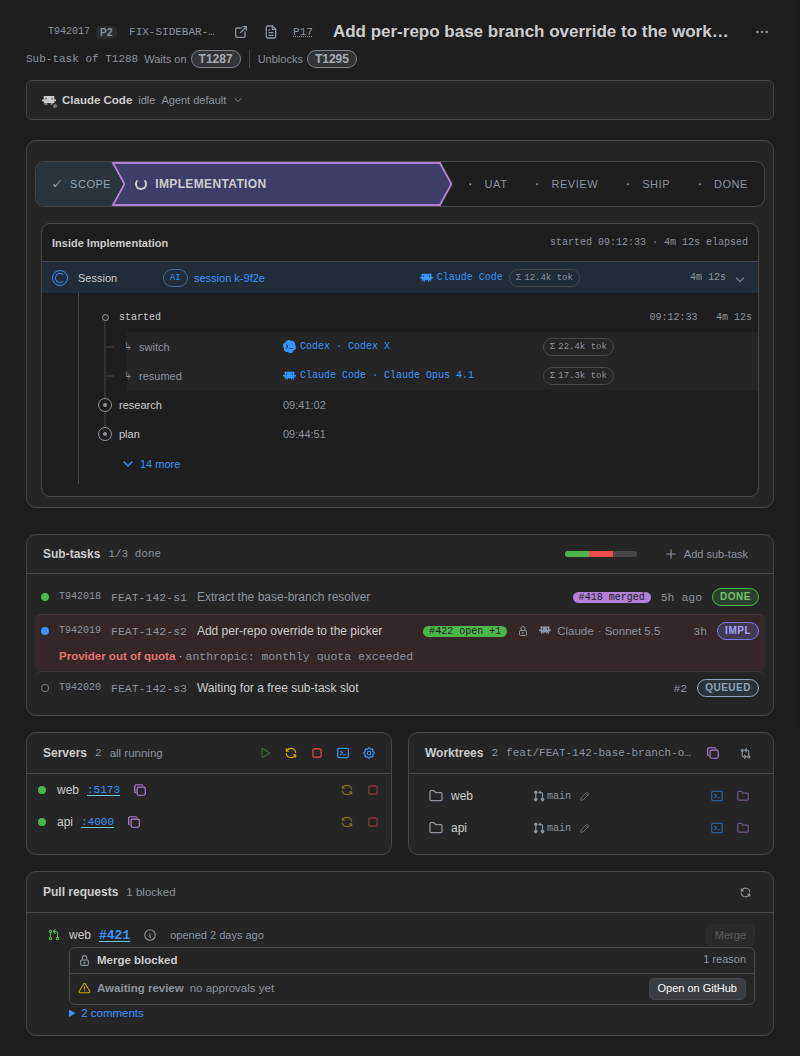 T942017 P2 FIX-SIDEBAR-… P17 Add per-repo base branch override to the work…
Sub-task of T1288 Waits on T1287 Unblocks T1295
Claude Code idle Agent default
SCOPE IMPLEMENTATION · UAT · REVIEW · SHIP · DONE
Inside Implementation started 09:12:33 · 4m 12s elapsed
Session AI session k-9f2e Claude Code Σ 12.4k tok 4m 12s
started 09:12:33 4m 12s
↳ switch Codex · Codex X Σ 22.4k tok
↳ resumed Claude Code · Claude Opus 4.1 Σ 17.3k tok
research 09:41:02
plan 09:44:51
14 more
Sub-tasks 1/3 done Add sub-task
T942018 FEAT-142-s1 Extract the base-branch resolver #418 merged 5h ago DONE
T942019 FEAT-142-s2 Add per-repo override to the picker #422 open +1 Claude · Sonnet 5.5 3h IMPL
Provider out of quota · anthropic: monthly quota exceeded
T942020 FEAT-142-s3 Waiting for a free sub-task slot #2 QUEUED
Servers 2 all running
web :5173
api :4000
Worktrees 2 feat/FEAT-142-base-branch-o…
web main
api main
Pull requests 1 blocked
web #421 opened 2 days ago Merge
Merge blocked 1 reason
Awaiting review no approvals yet Open on GitHub
2 comments